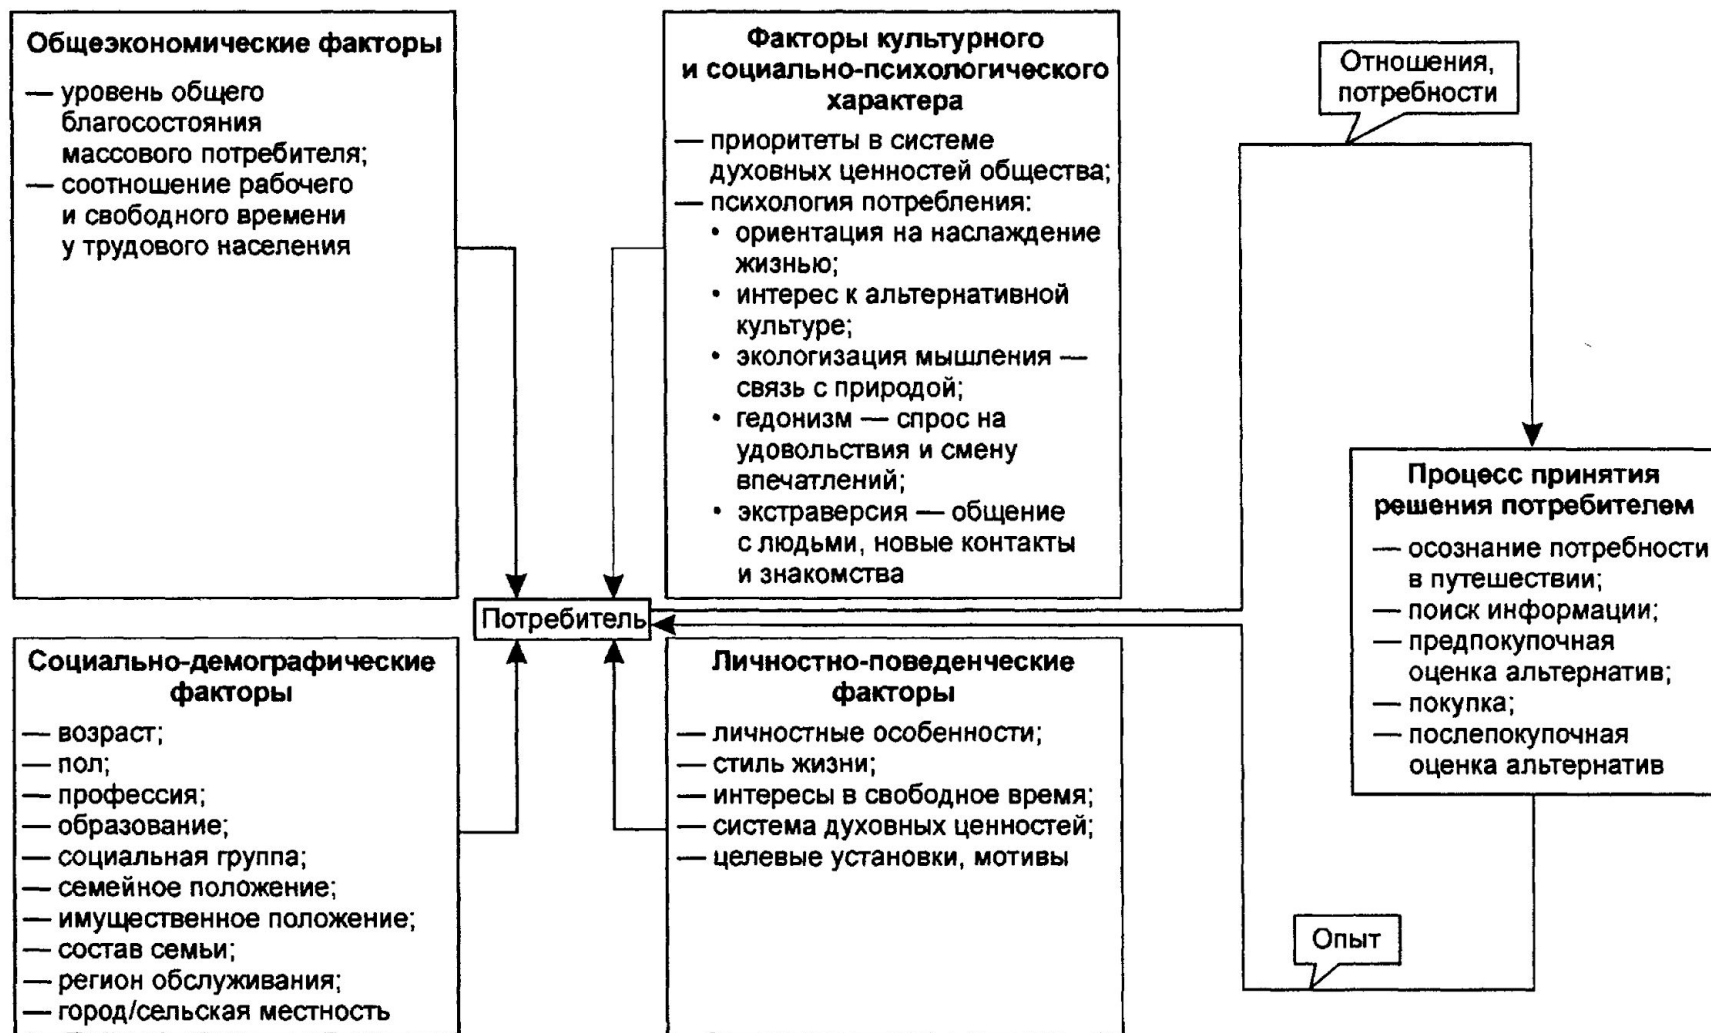 Общеэкономические факторы
— уровень общего
благосостояния
массового потребителя;
— соотношение рабочего
и свободного времени
у трудового населения
Факторы культурного
и социально-психологического
характера
— приоритеты в системе
духовных ценностей общества;
— психология потребления:
• ориентация на наслаждение
жизнью;
• интерес к альтернативной
культуре;
• экологизация мышления —
связь с природой;
• гедонизм — спрос на
удовольствия и смену
впечатлений;
• экстраверсия — общение
с людьми, новые контакты
и знакомства
Отношения,
потребности
Потребитель
Процесс принятия
решения потребителем
— осознание потребности
в путешествии;
— поиск информации;
— предпокупочная
оценка альтернатив;
— покупка;
— послепокупочная
оценка альтернатив
Социально-демографические
факторы
— возраст;
— пол;
— профессия;
— образование;
— социальная группа;
— семейное положение;
— имущественное положение;
— состав семьи;
— регион обслуживания;
— город/сельская местность
Личностно-поведенческие
факторы
— личностные особенности;
— стиль жизни;
— интересы в свободное время;
— система духовных ценностей;
— целевые установки, мотивы
Опыт